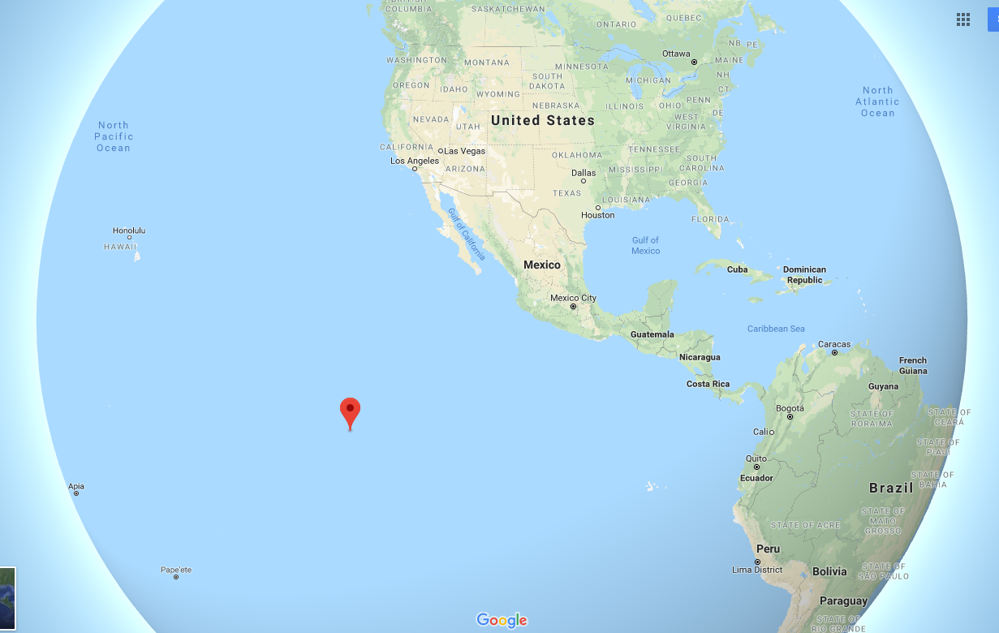 BRITISH
COLUMBIA
SASKATCHEWAN
ONTARIO
QUEBEC
NB
PE
Ottawa
WASHINGTON
MONTANA
MINNESOTA
MAINE
OREGON
IDAHO
SOUTH
DAKOTA
MICHIGAN
NH
CT
WYOMING
NEBRASKA
ILLINOIS
OHIO
PENN
DE
NEVADA
UTAH
United States
WEST
VIRGINIA
North
Atlantic
Ocean
North
Pacific
Ocean
CALIFORNIA
Las Vegas
Los Angeles
ARIZONA
OKLAHOMA
TENNESSEE
SOUTH
CAROLINA
Dallas
MISSISSIPPI
GEORGIA
TEXAS
LOUISIANA
Houston
FLORIDA
Gulf of California
Gulf of
Mexico
Honolulu
HAWAII
Mexico
Cuba
Dominican
Republic
Mexico City
Guatemala
Caribbean Sea
Nicaragua
Caracas
French
Guiana
Costa Rica
Guyana
Bogotá
STATE OF
RORAIMA
STATE OF
CEARÁ
Cali
STATE OF
PIAUÍ
Quito
Ecuador
STATE OF
BAHIA
Apia
Brazil
STATE OF ACRE
STATE OF
MATO
GROSSO
Peru
Lima District
Pape'ete
Bolivia
STATE OF
SÃO PAULO
Paraguay
STATE OF
RIO GRANDE
Google